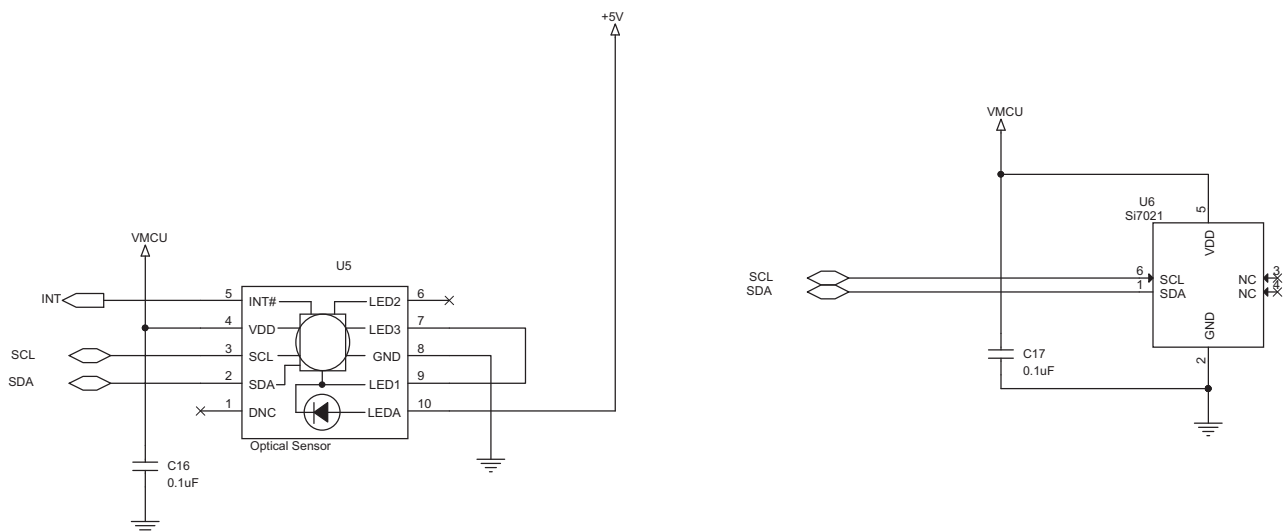 +5V
VMCU
U5
INT
5
INT#
LED2
6
4
VDD
LED3
7
SCL
3
SCL
GND
8
SDA
2
SDA
LED1
9
1
DNC
LEDA
10
Optical Sensor
C16
0.1uF
VMCU
U6
Si7021
5
VDD
SCL
6
SCL
NC
3
SDA
1
SDA
NC
4
GND
2
C17
0.1uF